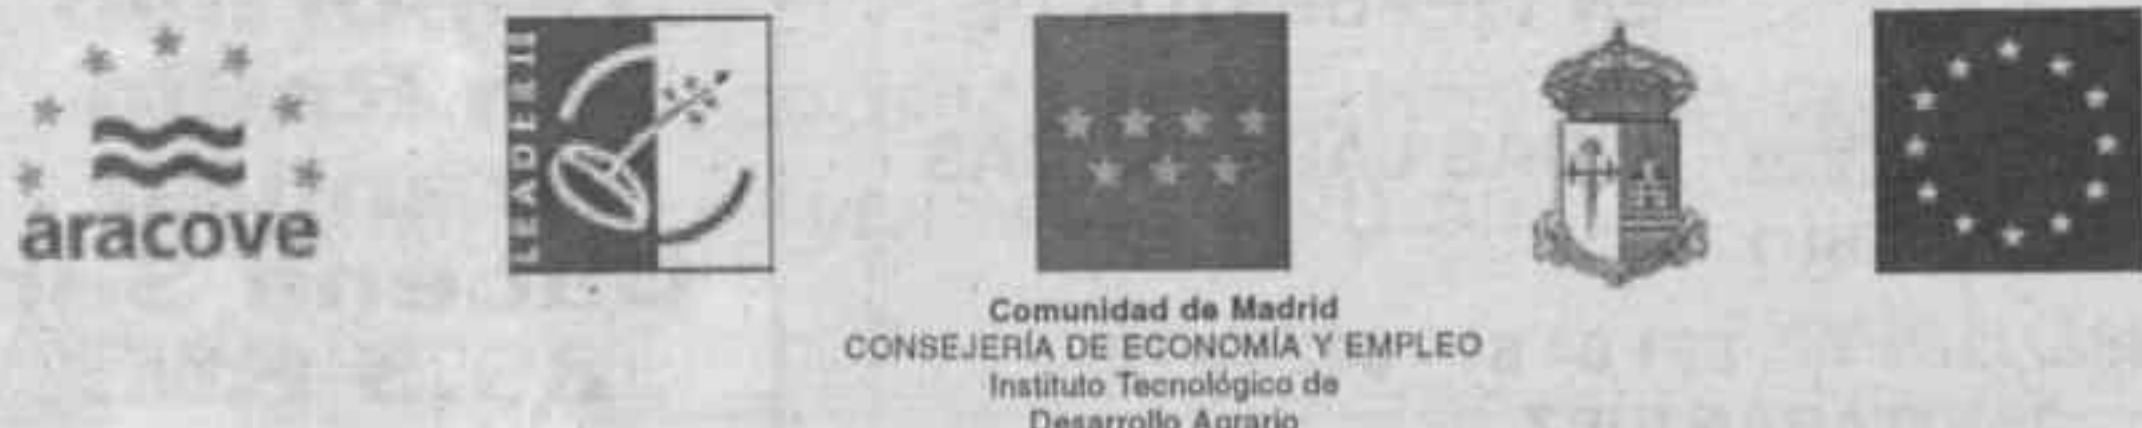 aracove
LEADER II
Comunidad de Madrid
CONSEJERÍA DE ECONOMÍA Y EMPLEO
Instituto Tecnológico de
Desarrollo Agrario